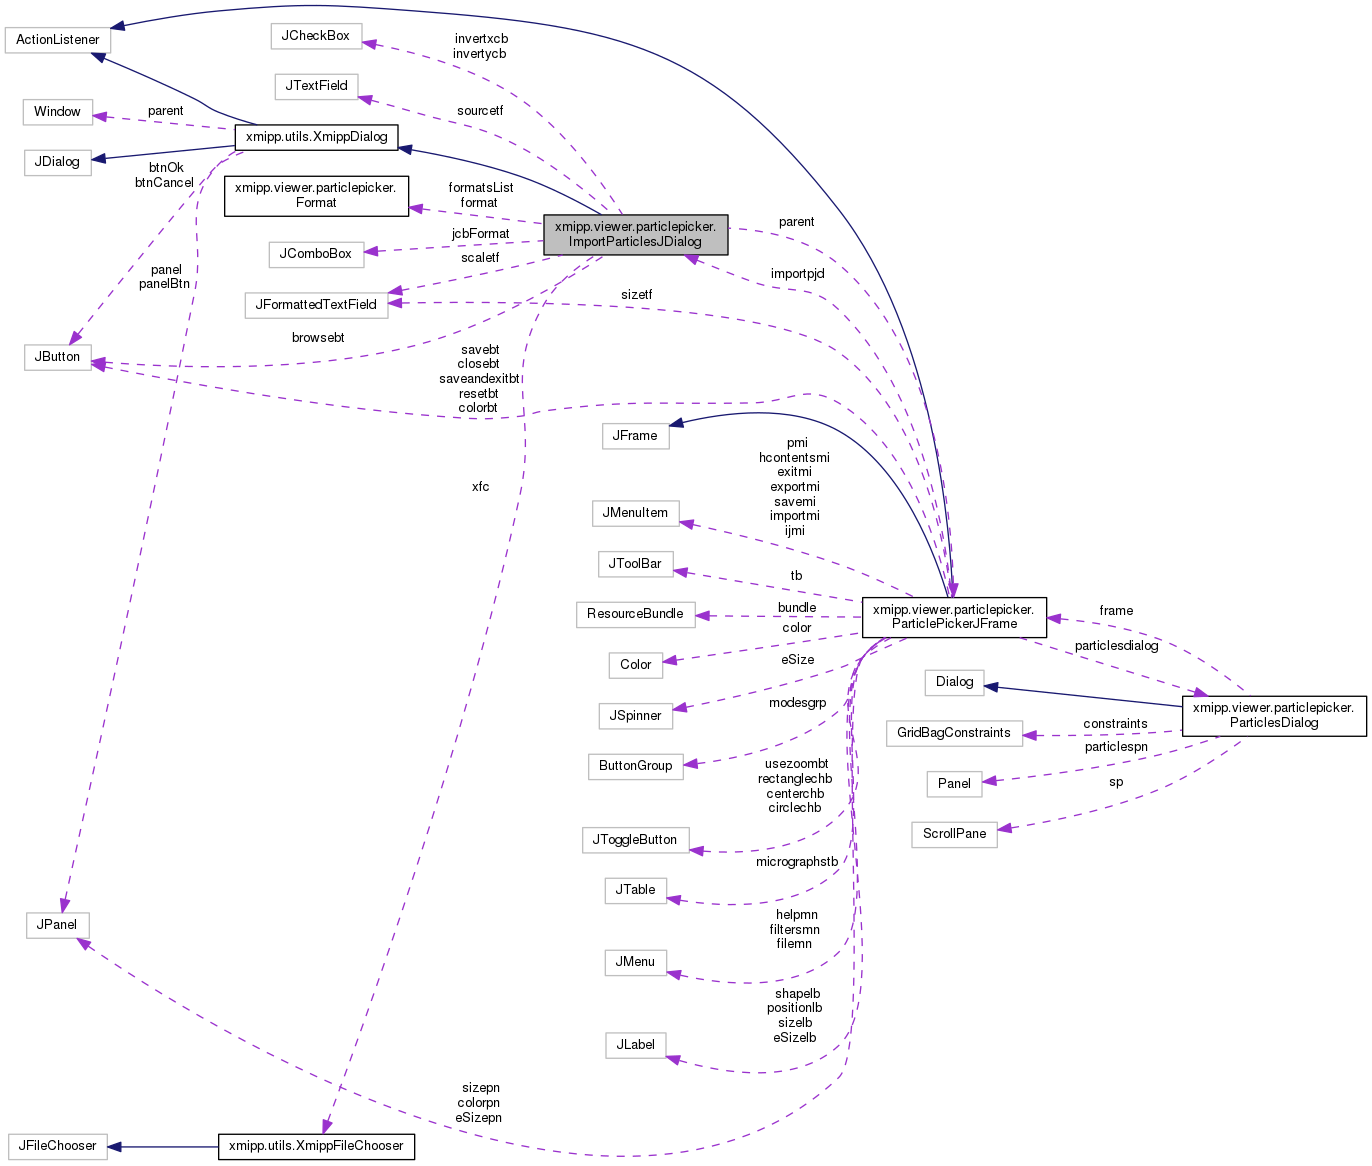 ActionListener
JCheckBox
invertxcb
invertycb
JTextField
sourcetf
Window
parent
xmipp.utils.XmippDialog
JDialog
btnOk
btnCancel
xmipp.viewer.particlepicker.
Format
formatsList
format
xmipp.viewer.particlepicker.
ImportParticlesJDialog
parent
jcbFormat
JComboBox
scaletf
importpjd
panel
panelBtn
JFormattedTextField
sizetf
browsebt
JButton
savebt
closebt
saveandexitbt
resetbt
colorbt
JFrame
xfc
pmi
hcontentsmi
exitmi
exportmi
savemi
importmi
ijmi
JMenuItem
JToolBar
tb
ResourceBundle
bundle
xmipp.viewer.particlepicker.
ParticlePickerJFrame
frame
color
Color
particlesdialog
eSize
Dialog
JSpinner
modesgrp
xmipp.viewer.particlepicker.
ParticlesDialog
constraints
GridBagConstraints
particlespn
ButtonGroup
Panel
sp
usezoombt
rectanglechb
centerchb
circlechb
ScrollPane
JToggleButton
micrographstb
JTable
JPanel
helpmn
filtersmn
filemn
JMenu
shapelb
positionlb
sizelb
eSizelb
JLabel
sizepn
colorpn
eSizepn
JFileChooser
xmipp.utils.XmippFileChooser